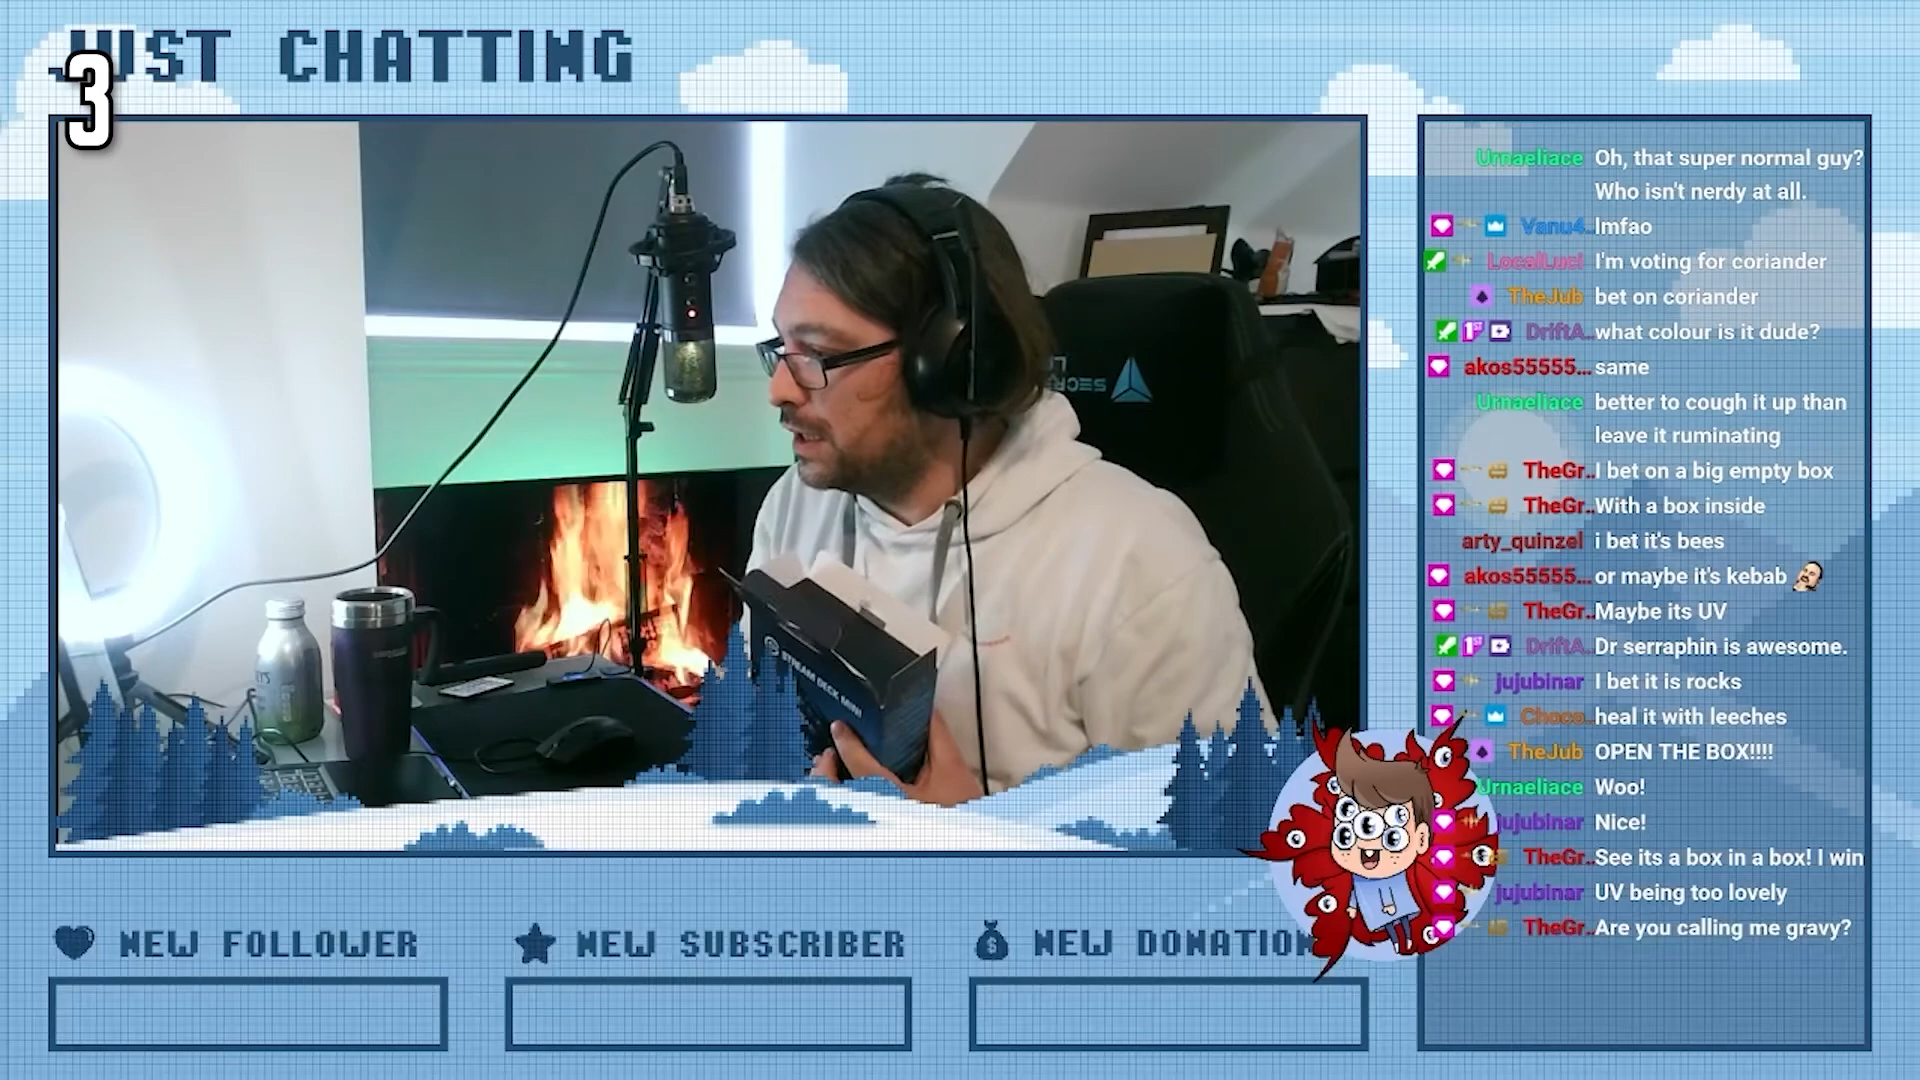 JUST CHATTING
3
Urnaeliace Oh, that super normal guy?
Who isn't nerdy at all.
Vanu4.. lmfao
LocalLuci I'm voting for coriander
TheJub bet on coriander
DriftA.. what colour is it dude?
akos55555... same
Urnaeliace better to cough it up than
leave it ruminating
TheGr.. I bet on a big empty box
TheGr.. With a box inside
arty_quinzel i bet it's bees
akos55555... or maybe it's kebab
TheGr.. Maybe its UV
DriftA.. Dr serraphin is awesome.
jujubinar I bet it is rocks
Choco.. heal it with leeches
TheJub OPEN THE BOX!!!!
Urnaeliace Woo!
jujubinar Nice!
TheGr.. See its a box in a box! I win
jujubinar UV being too lovely
TheGr.. Are you calling me gravy?
STREAM DECK MINI
NEW FOLLOWER
NEW SUBSCRIBER
NEW DONATION